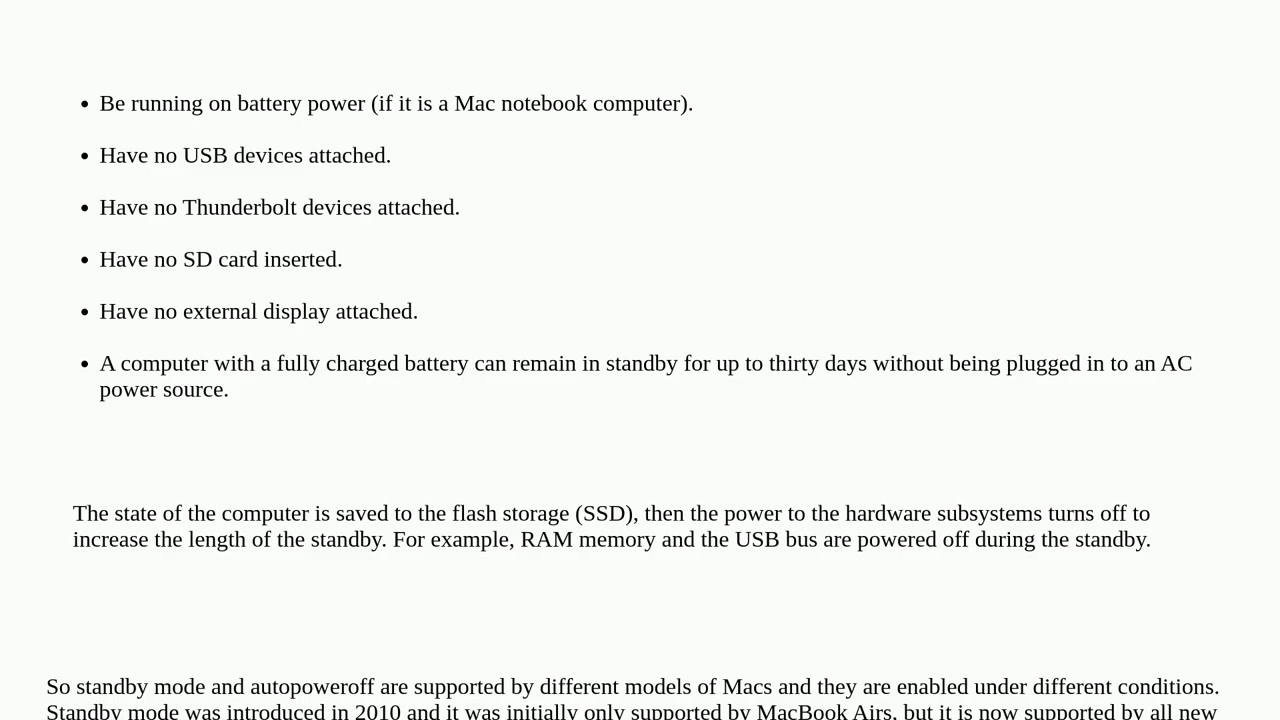 • Be running on battery power (if it is a Mac notebook computer).
• Have no USB devices attached.
• Have no Thunderbolt devices attached.
• Have no SD card inserted.
• Have no external display attached.
• A computer with a fully charged battery can remain in standby for up to thirty days without being plugged in to an AC
power source.
The state of the computer is saved to the flash storage (SSD), then the power to the hardware subsystems turns off to
increase the length of the standby. For example, RAM memory and the USB bus are powered off during the standby.
So standby mode and autopoweroff are supported by different models of Macs and they are enabled under different conditions.
Standby mode was introduced in 2010 and it was initially only supported by MacBook Airs, but it is now supported by all new